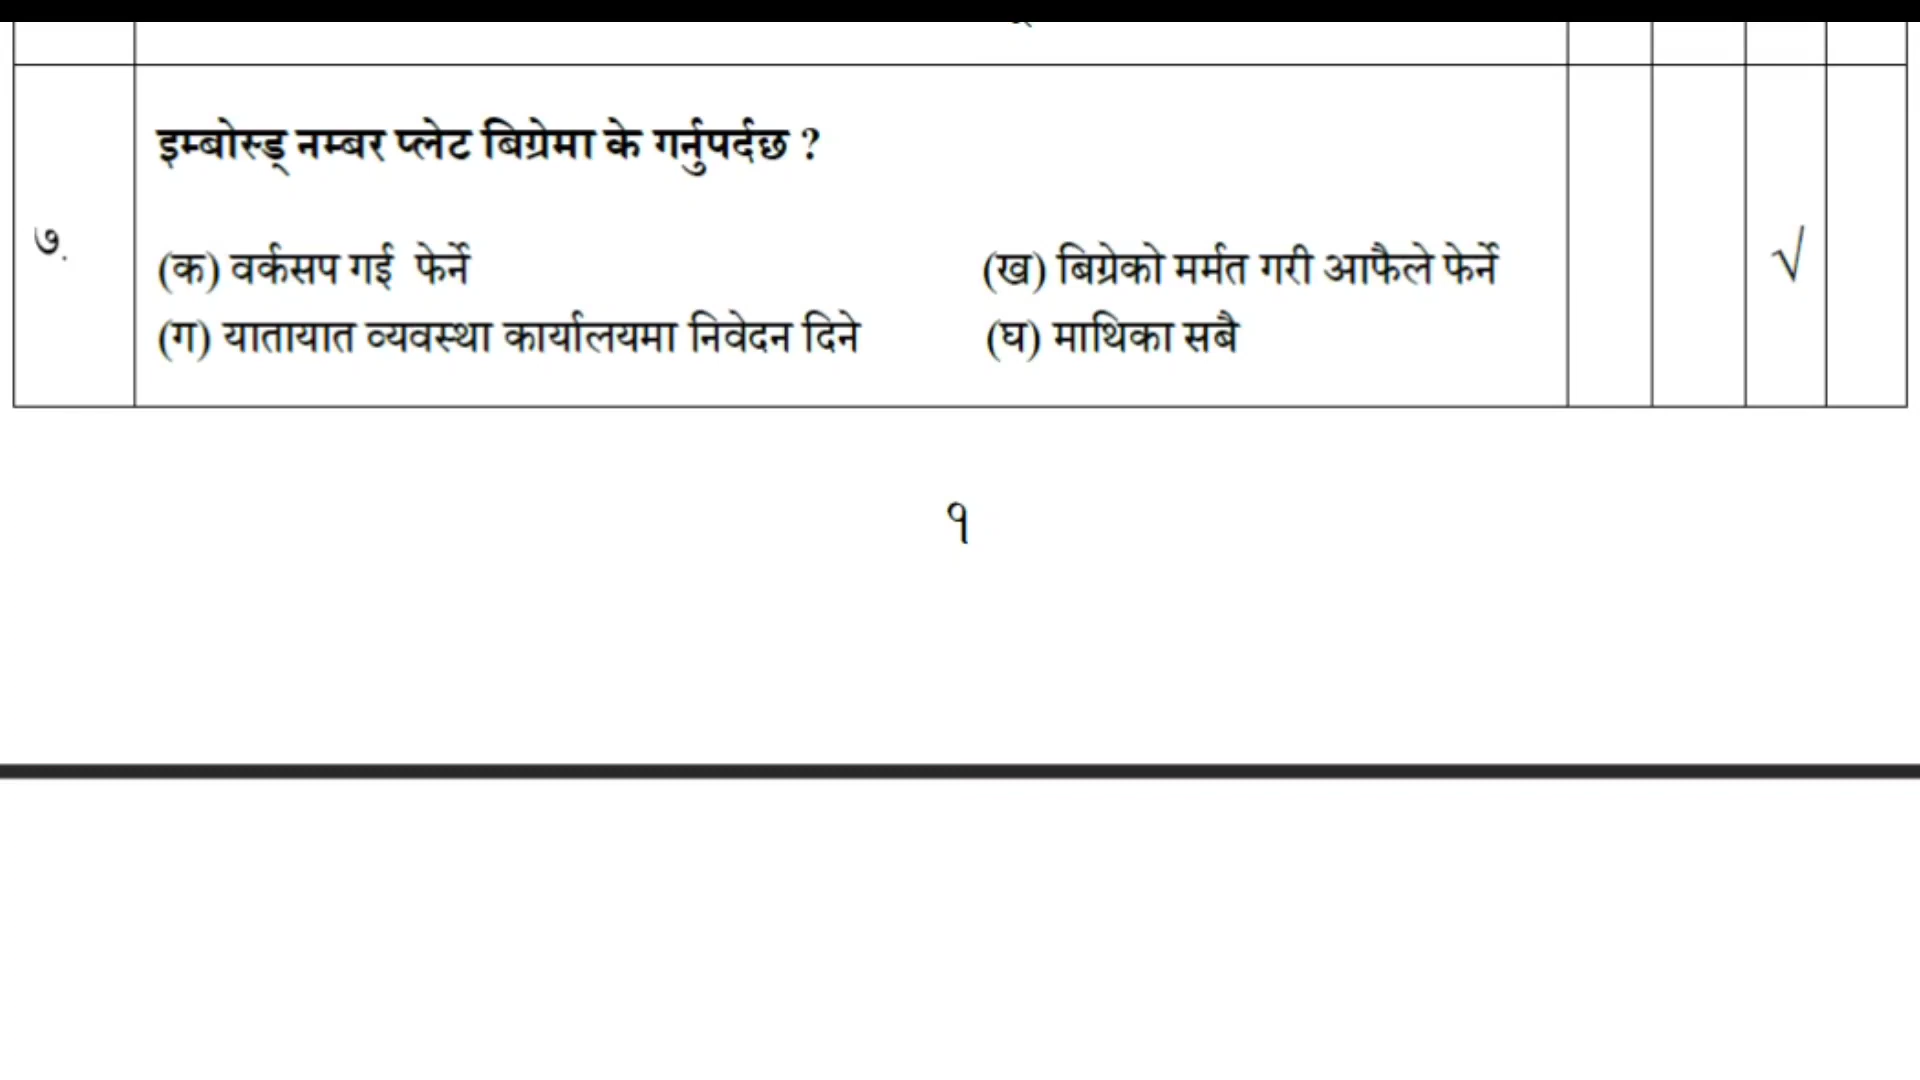 इम्बोस्ड् नम्बर प्लेट बिग्रेमा के गर्नुपर्दछ ?
७.
(क) वर्कसप गई फेर्ने (ख) बिग्रेको मर्मत गरी आफैले फेर्ने √
(ग) यातायात व्यवस्था कार्यालयमा निवेदन दिने (घ) माथिका सबै
१